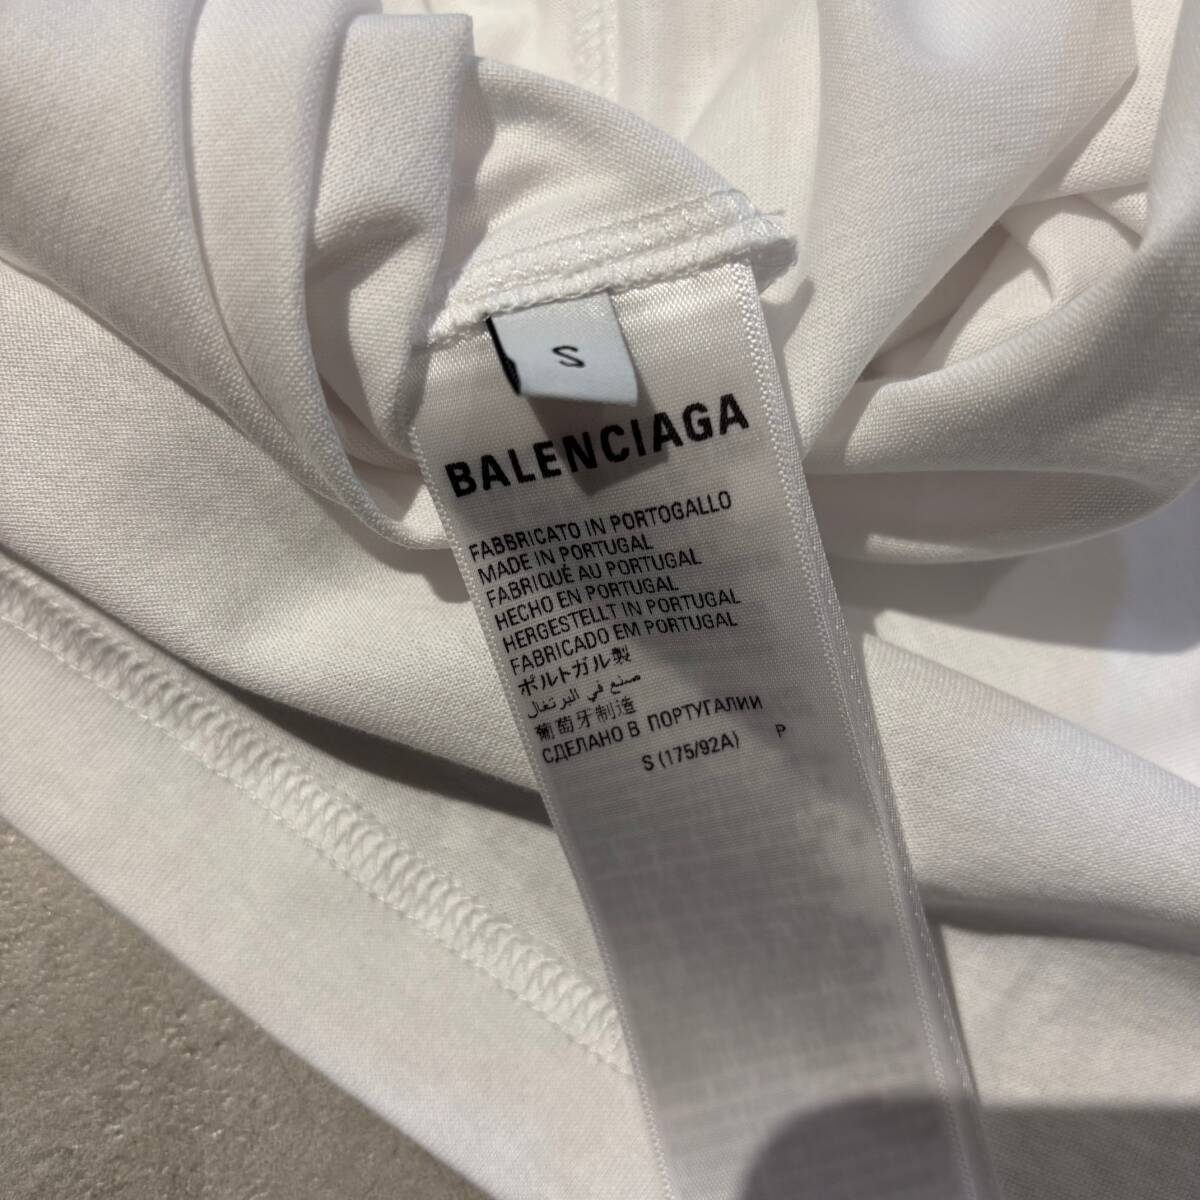 S
BALENCIAGA
FABBRICATO IN PORTOGALLO
MADE IN PORTUGAL
FABRIQUÉ AU PORTUGAL
HECHO EN PORTUGAL
HERGESTELLT IN PORTUGAL
FABRICADO EM PORTUGAL
ポルトガル製
صنع في البرتغال
葡萄牙制造
СДЕЛАНО В ПОРТУГАЛИИ
S (175/92A) P